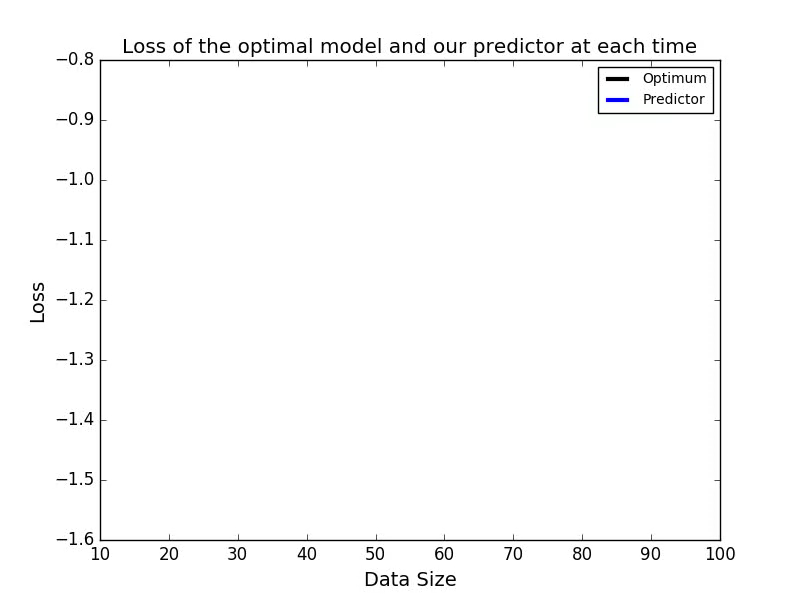 Loss of the optimal model and our predictor at each time
−0.8
Optimum
Predictor
−0.9
−1.0
−1.1
−1.2
Loss
−1.3
−1.4
−1.5
−1.6
10 20 30 40 50 60 70 80 90 100
Data Size